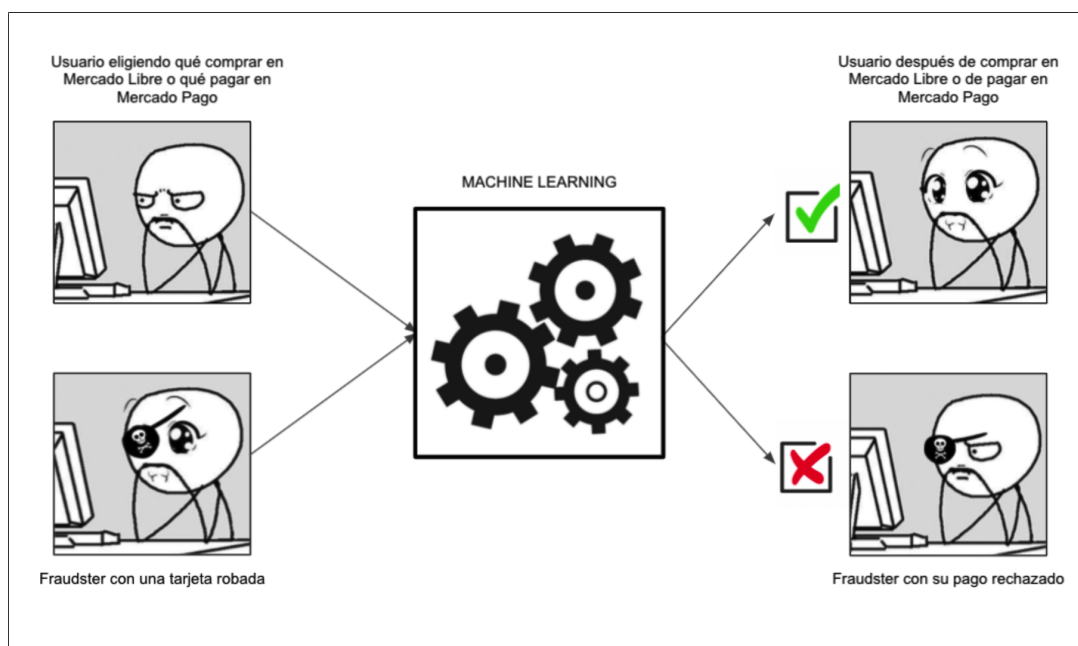 Usuario eligiendo qué comprar en
Mercado Libre o qué pagar en
Mercado Pago
Usuario después de comprar en
Mercado Libre o de pagar en
Mercado Pago
MACHINE LEARNING
Fraudster con una tarjeta robada
Fraudster con su pago rechazado